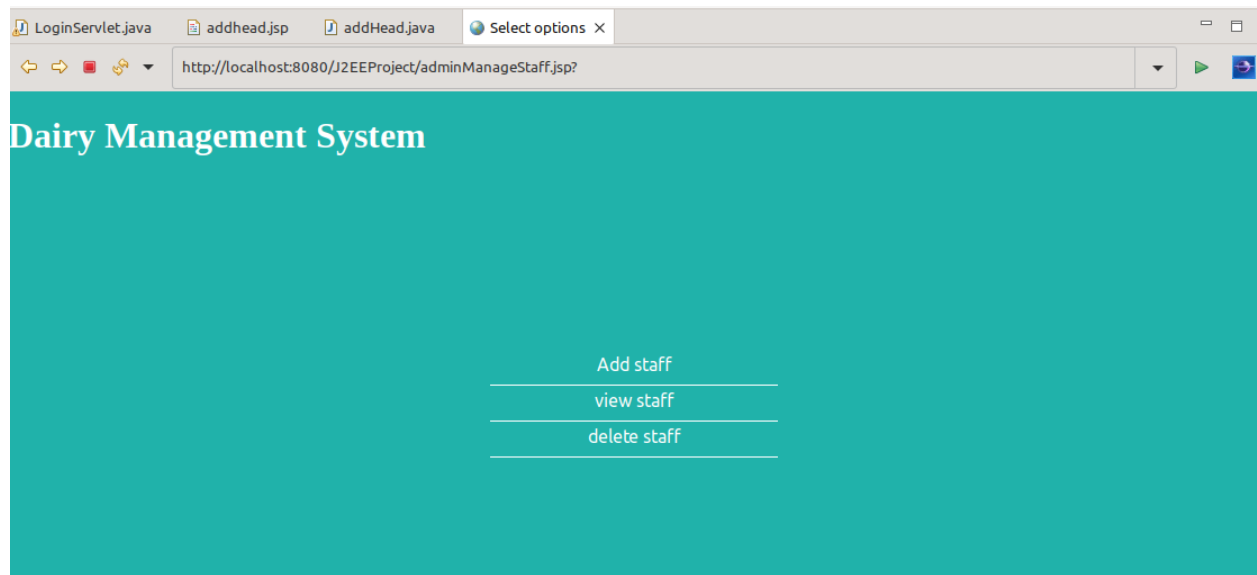 LoginServlet.java addhead.jsp addHead.java Select options
http://localhost:8080/J2EEProject/adminManageStaff.jsp?
Dairy Management System
Add staff
view staff
delete staff